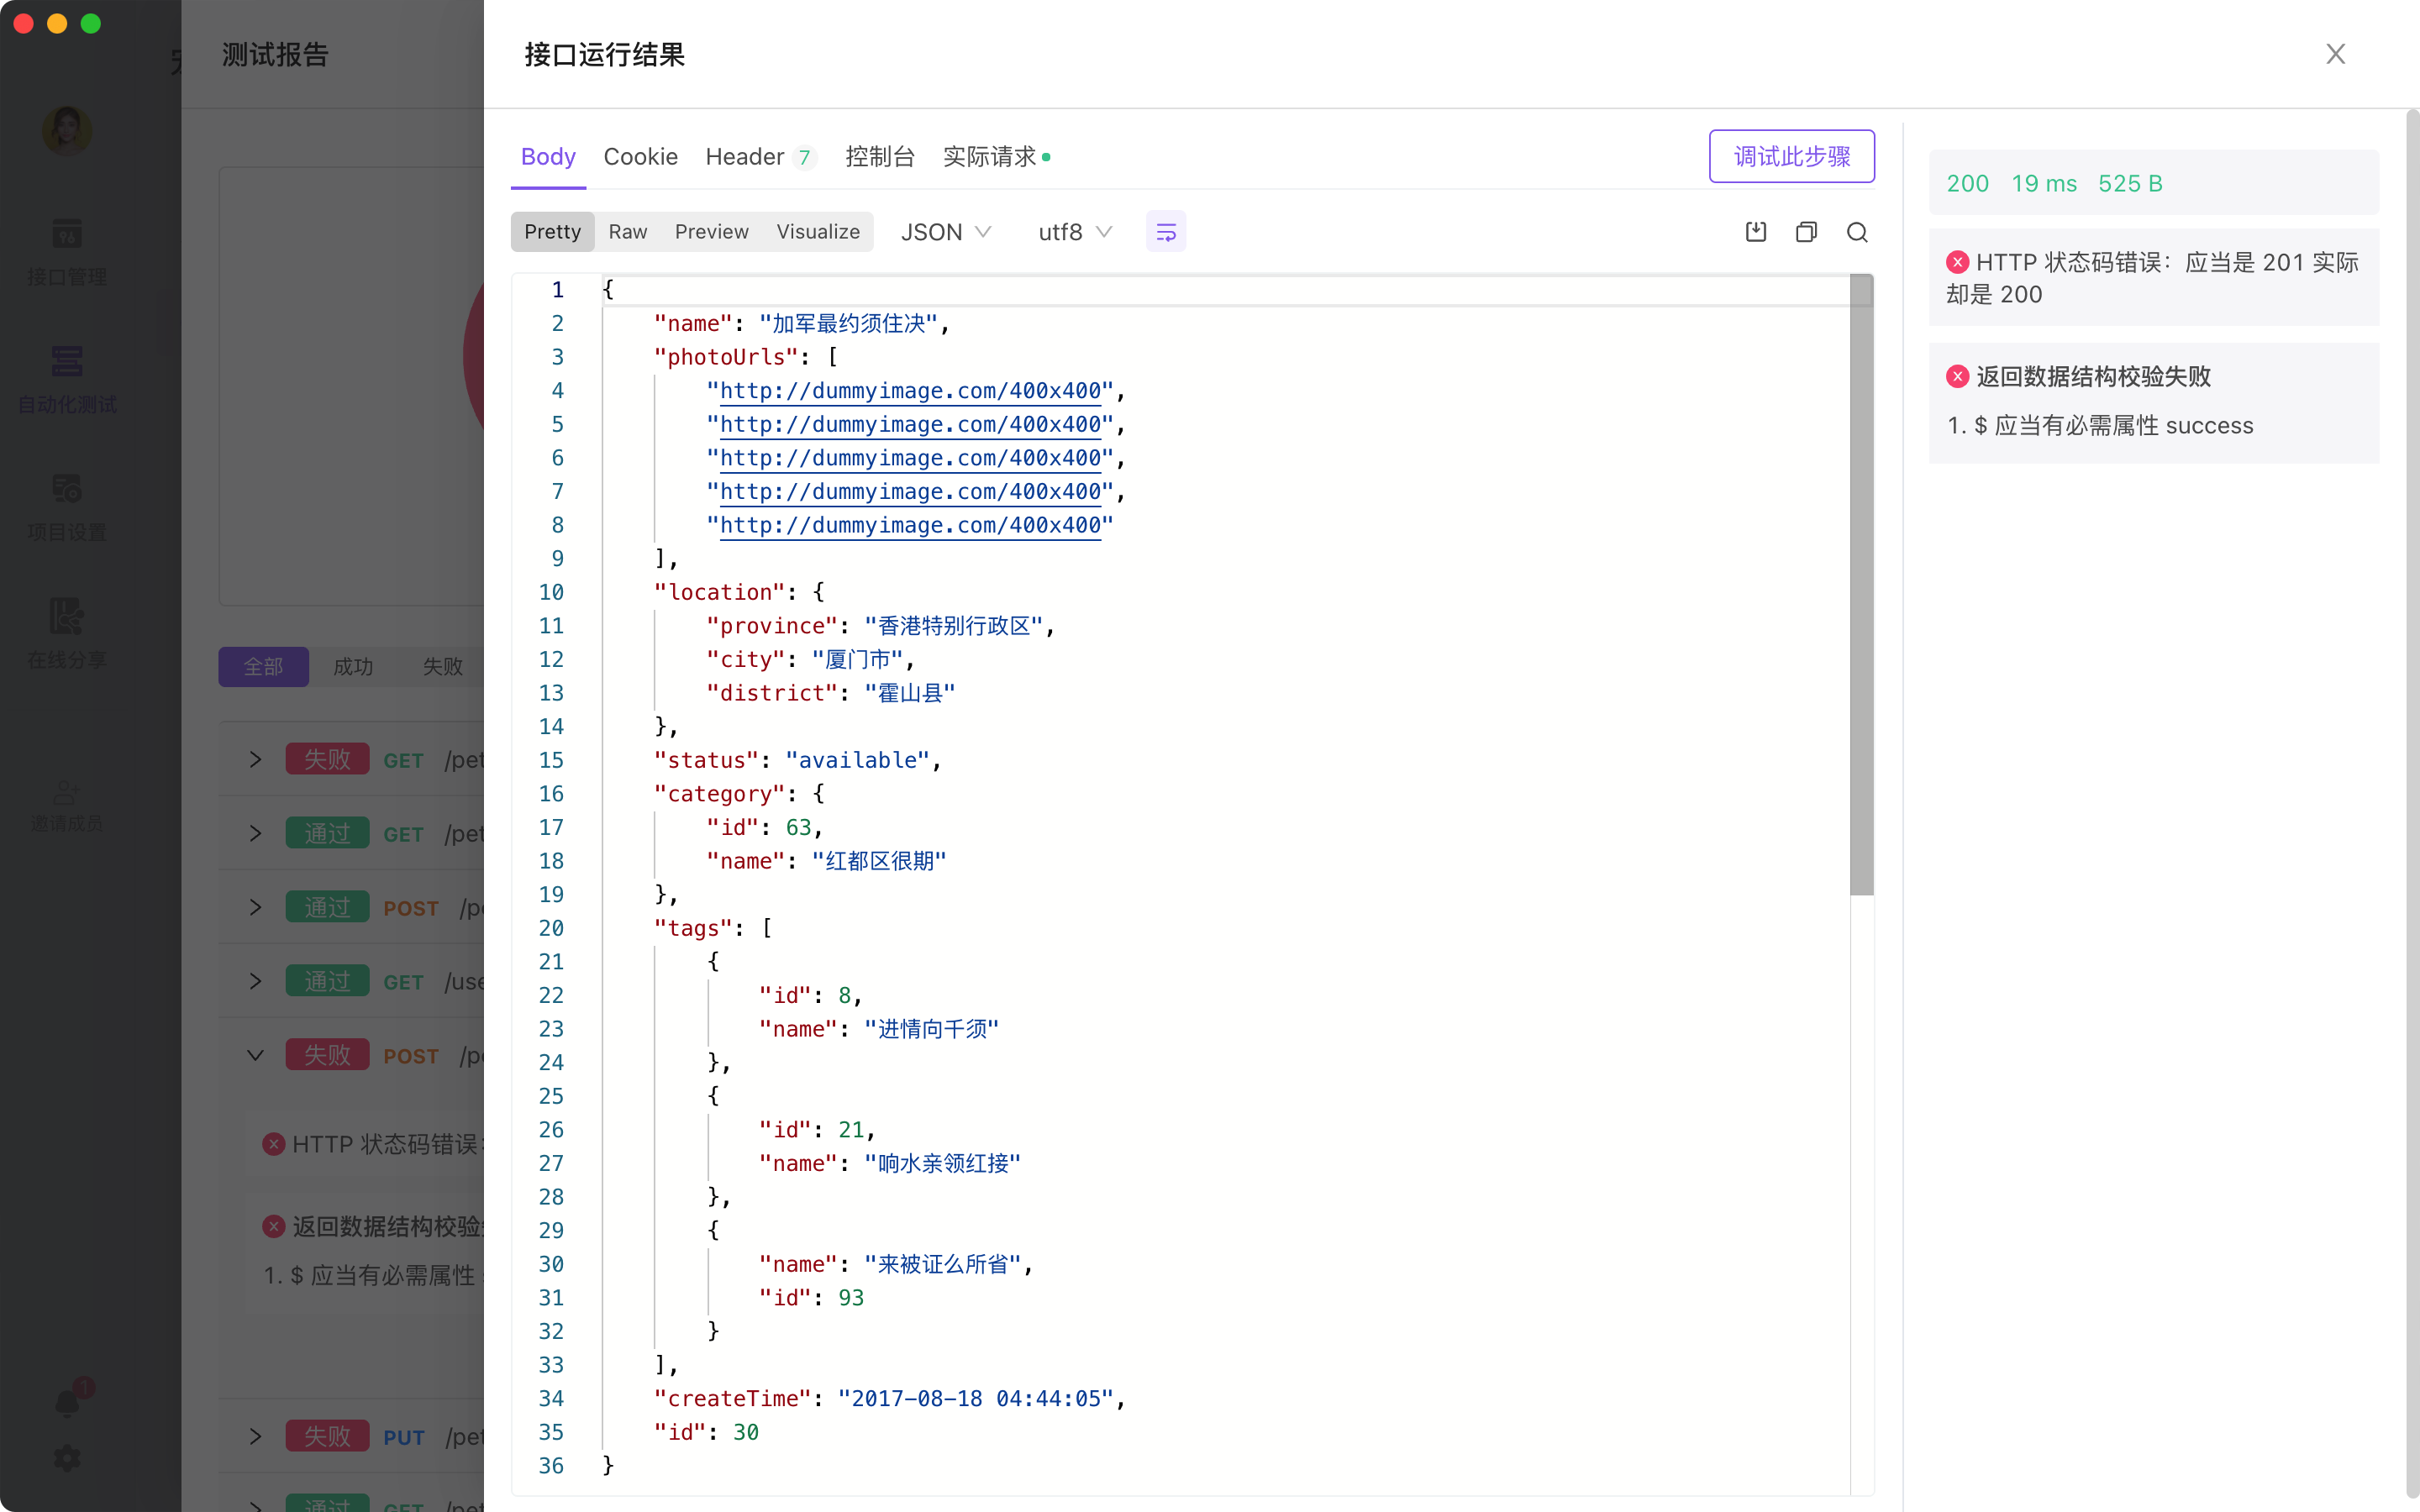 测试报告
接口管理
自动化测试
项目设置
在线分享
邀请成员
1
全部 成功 失败
失败 GET /pet
通过 GET /pet
通过 POST
通过 GET /use
失败 POST
HTTP 状态码错误:
返回数据结构校验
1. $ 应当有必需属性
失败 PUT /pet
通过 GET /pet
接口运行结果
Body Cookie Header 7 控制台 实际请求
调试此步骤
Pretty Raw Preview Visualize JSON utf8
1 {
2 "name": "加军最约须住决",
3 "photoUrls": [
4 "http://dummyimage.com/400x400",
5 "http://dummyimage.com/400x400",
6 "http://dummyimage.com/400x400",
7 "http://dummyimage.com/400x400",
8 "http://dummyimage.com/400x400"
9 ],
10 "location": {
11 "province": "香港特别行政区",
12 "city": "厦门市",
13 "district": "霍山县"
14 },
15 "status": "available",
16 "category": {
17 "id": 63,
18 "name": "红都区很期"
19 },
20 "tags": [
21 {
22 "id": 8,
23 "name": "进情向千须"
24 },
25 {
26 "id": 21,
27 "name": "响水亲领红接"
28 },
29 {
30 "name": "来被证么所省",
31 "id": 93
32 }
33 ],
34 "createTime": "2017-08-18 04:44:05",
35 "id": 30
36 }
200 19 ms 525 B
HTTP 状态码错误：应当是 201 实际
却是 200
返回数据结构校验失败
1. $ 应当有必需属性 success